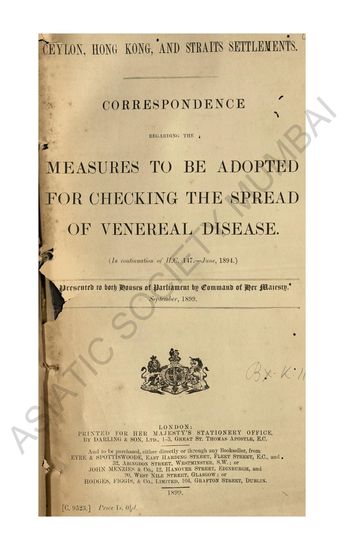 CEYLON, HONG KONG, AND STRAITS SETTLEMENTS.
CORRESPONDENCE
REGARDING THE
MEASURES TO BE ADOPTED
FOR CHECKING THE SPREAD
OF VENEREAL DISEASE.
(In continuation of H.C. 147.—June, 1894.)
Presented to both Houses of Parliament by Command of Her Majesty.
September, 1899.
LONDON:
PRINTED FOR HER MAJESTY'S STATIONERY OFFICE,
BY DARLING & SON, LTD., 1-3, GREAT ST. THOMAS APOSTLE, E.C.
And to be purchased, either directly or through any Bookseller, from
EYRE & SPOTTISWOODE, EAST HARDING STREET, FLEET STREET, E.C., and
32, ABINGDON STREET, WESTMINSTER, S.W.; or
JOHN MENZIES & Co., 12, HANOVER STREET, EDINBURGH, and
90, WEST NILE STREET, GLASGOW; or
HODGES, FIGGIS, & Co., LIMITED, 104, GRAFTON STREET, DUBLIN.
1899.
[C. 9523.] Price 1s. 0½d.
ASIATIC SOCIETY MUMBAI